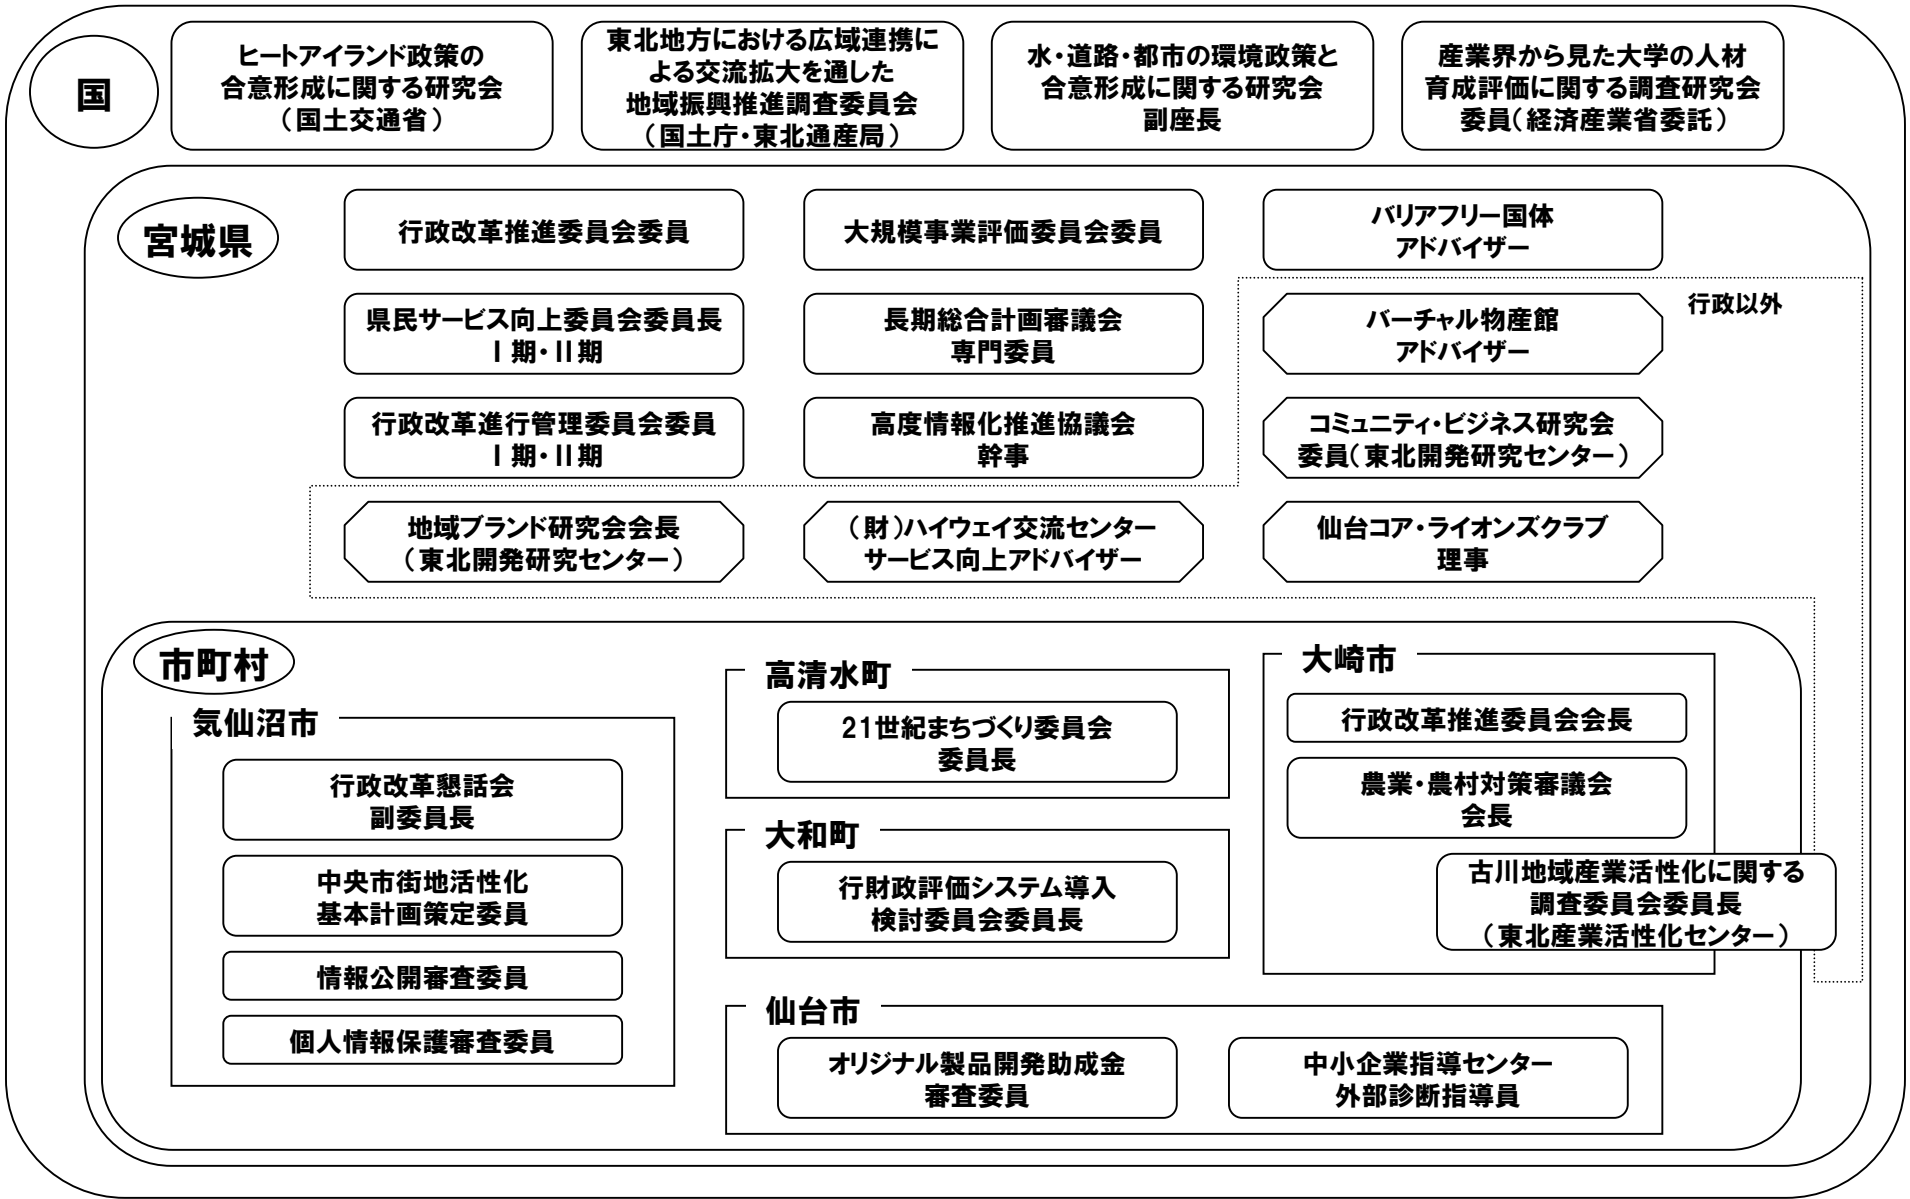 国
ヒートアイランド政策の
合意形成に関する研究会
（国土交通省）
東北地方における広域連携に
よる交流拡大を通した
地域振興推進調査委員会
（国土庁・東北通産局）
水・道路・都市の環境政策と
合意形成に関する研究会
副座長
産業界から見た大学の人材
育成評価に関する調査研究会
委員（経済産業省委託）
宮城県
行政改革推進委員会委員
大規模事業評価委員会委員
バリアフリー国体
アドバイザー
県民サービス向上委員会委員長
Ⅰ期・Ⅱ期
長期総合計画審議会
専門委員
バーチャル物産館
アドバイザー
行政以外
行政改革進行管理委員会委員
Ⅰ期・Ⅱ期
高度情報化推進協議会
幹事
コミュニティ・ビジネス研究会
委員（東北開発研究センター）
地域ブランド研究会会長
（東北開発研究センター）
（財）ハイウェイ交流センター
サービス向上アドバイザー
仙台コア・ライオンズクラブ
理事
市町村
気仙沼市
行政改革懇話会
副委員長
中央市街地活性化
基本計画策定委員
情報公開審査委員
個人情報保護審査委員
高清水町
21世紀まちづくり委員会
委員長
大和町
行財政評価システム導入
検討委員会委員長
大崎市
行政改革推進委員会会長
農業・農村対策審議会
会長
古川地域産業活性化に関する
調査委員会委員長
（東北産業活性化センター）
仙台市
オリジナル製品開発助成金
審査委員
中小企業指導センター
外部診断指導員